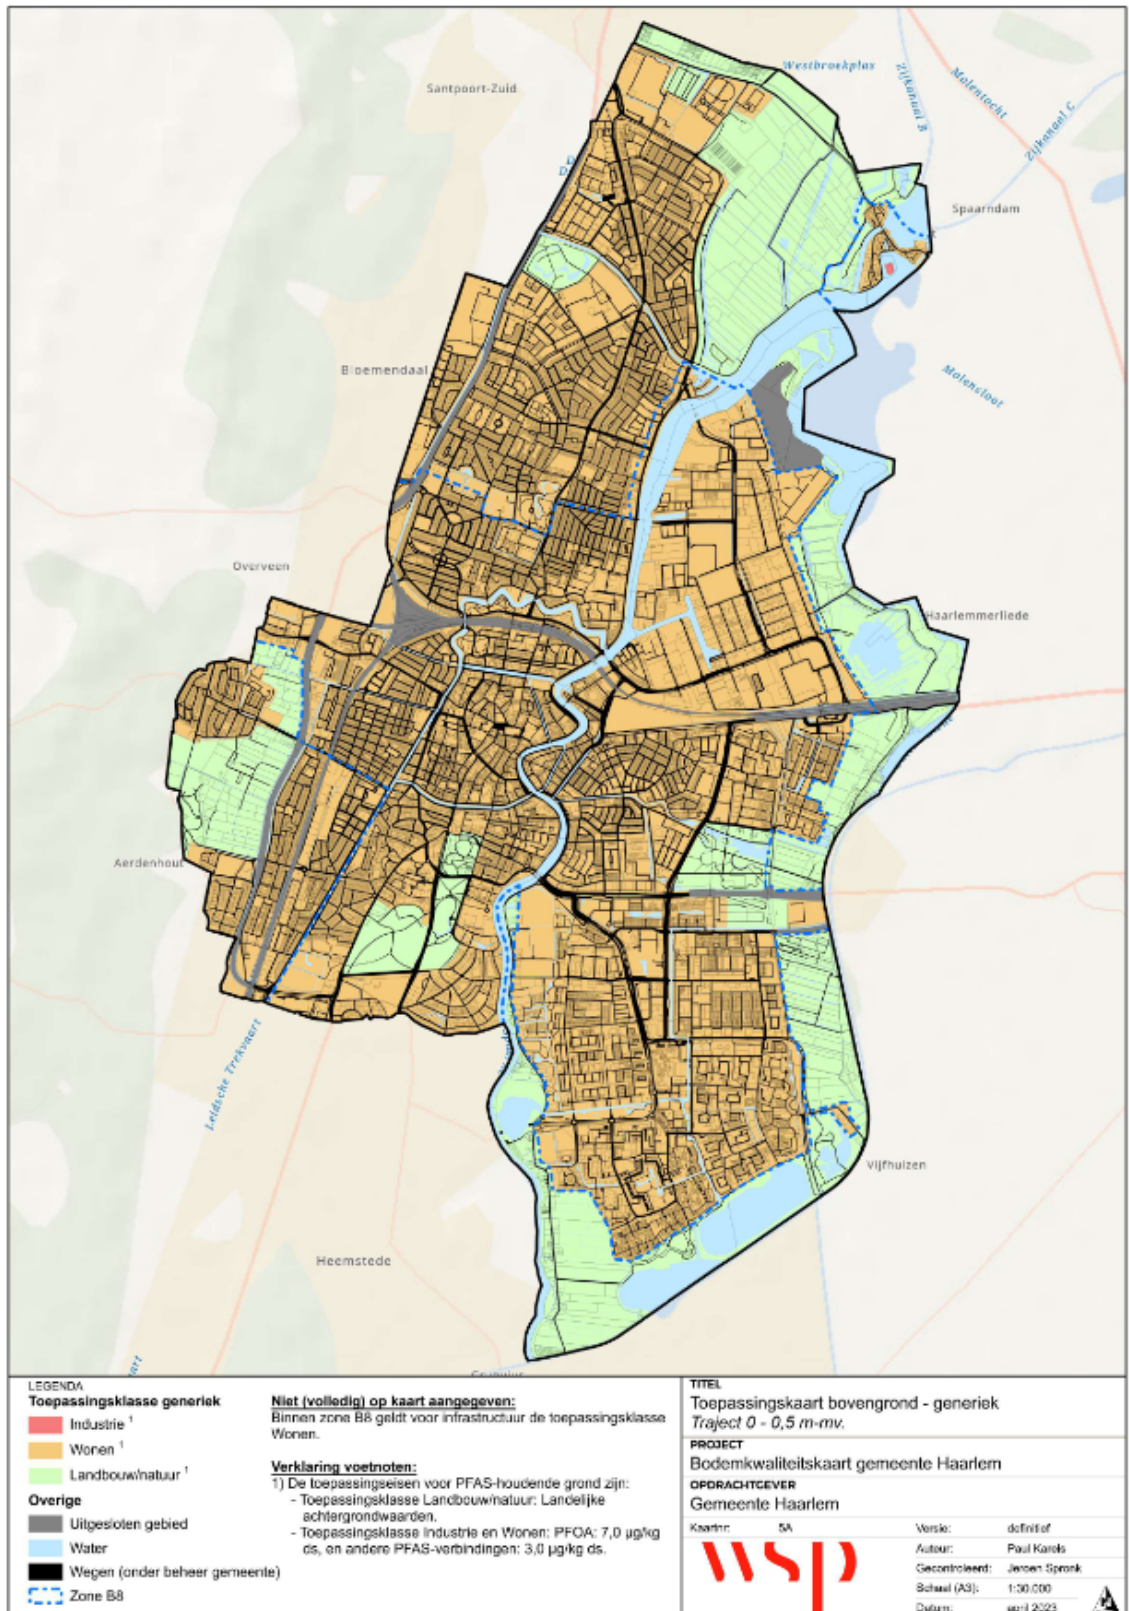 Westbroekplas
Santpoort-Zuid
Zijkanaal B
Molentocht
Zijkanaal C
Spaarndam
Molensloot
Bloemendaal
Overveen
Haarlemmerliede
Aerdenhout
Leidsche Trekvaart
Vijfhuizen
Heemstede
LEGENDA
Toepassingsklasse generiek
Industrie ¹
Wonen ¹
Landbouw/natuur ¹
Overige
Uitgesloten gebied
Water
Wegen (onder beheer gemeente)
Zone B8
Niet (volledig) op kaart aangegeven:
Binnen zone B8 geldt voor infrastructuur de toepassingsklasse
Wonen.
Verklaring voetnoten:
1) De toepassingseisen voor PFAS-houdende grond zijn:
- Toepassingsklasse Landbouw/natuur: Landelijke
achtergrondwaarden.
- Toepassingsklasse Industrie en Wonen: PFOA: 7,0 µg/kg
ds, en andere PFAS-verbindingen: 3,0 µg/kg ds.
TITEL
Toepassingskaart bovengrond - generiek
Traject 0 - 0,5 m-mv.
PROJECT
Bodemkwaliteitskaart gemeente Haarlem
OPDRACHTGEVER
Gemeente Haarlem
Kaartnr: 5A
wsp
Versie: definitief
Auteur: Paul Karels
Gecontroleerd: Jeroen Spronk
Schaal (A3): 1:30.000
Datum: april 2023